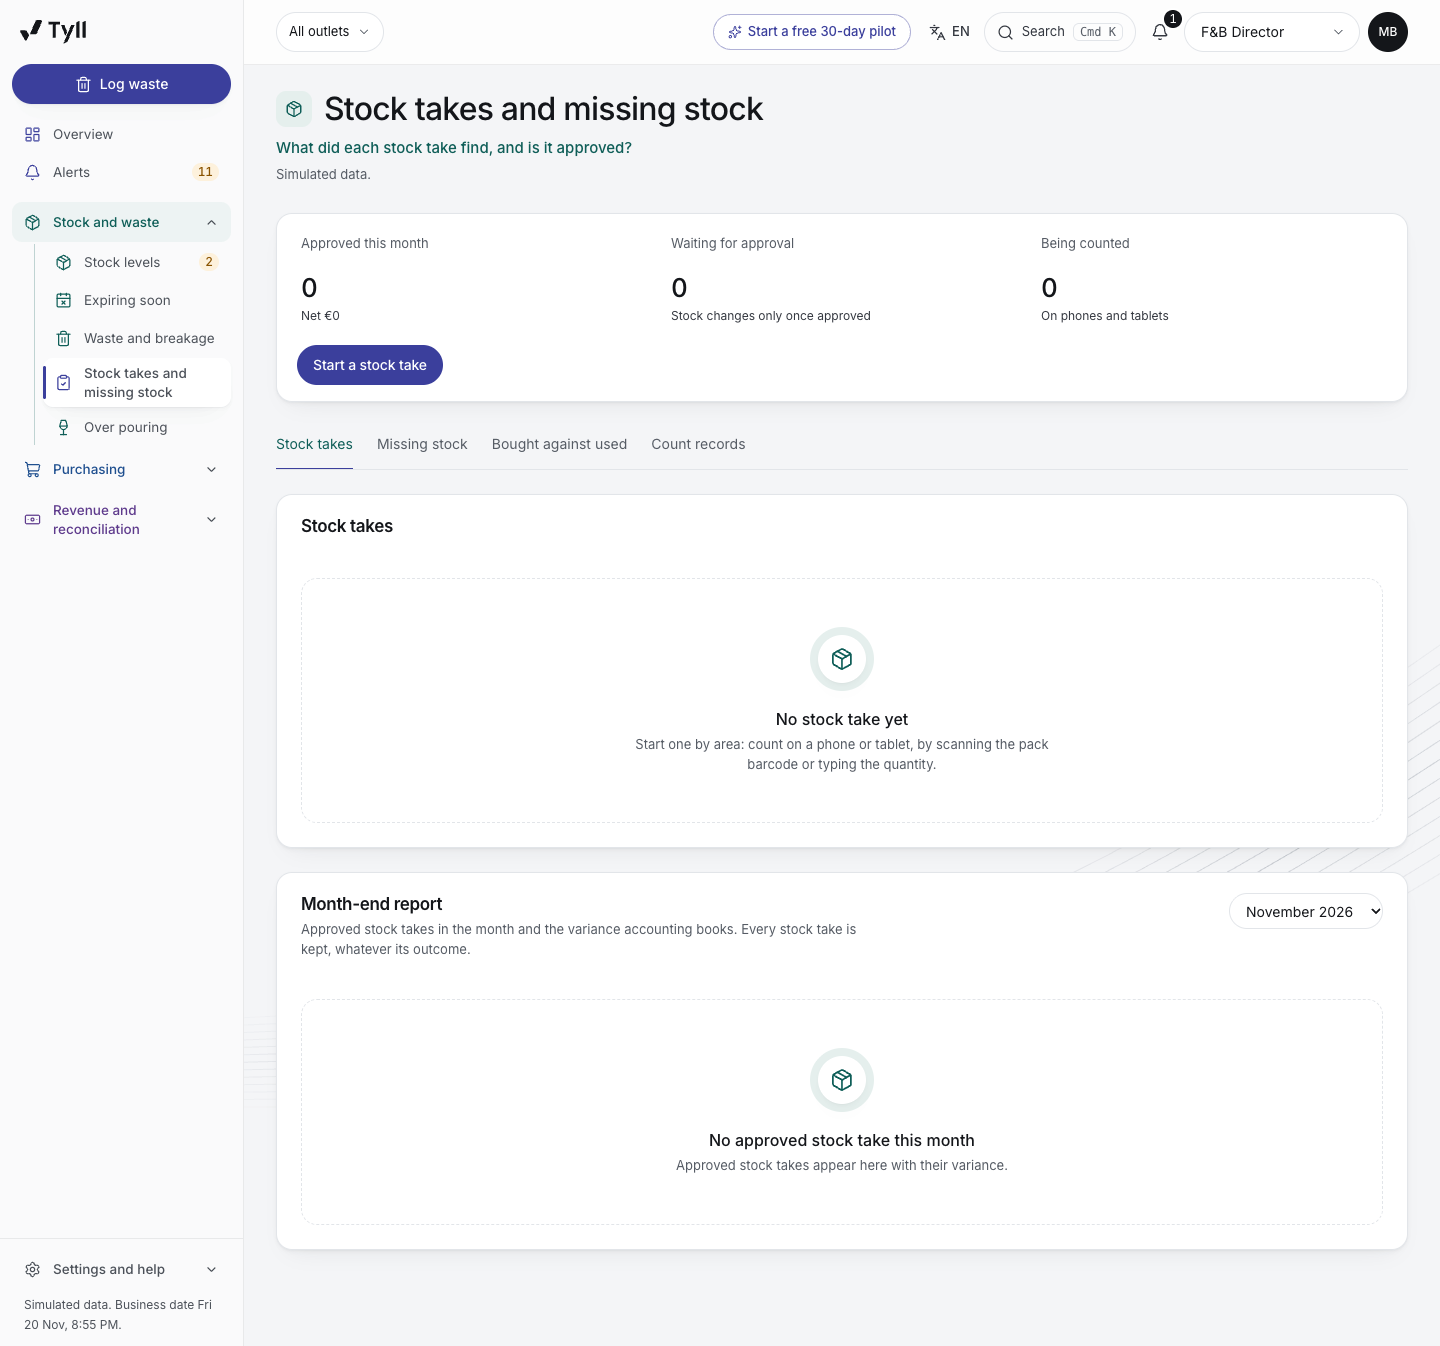 Tyll
All outlets
Start a free 30-day pilot
EN
Search
Cmd K
1
F&B Director
MB
Log waste
Overview
Alerts
11
Stock and waste
Stock levels
2
Expiring soon
Waste and breakage
Stock takes and
missing stock
Over pouring
Purchasing
Revenue and
reconciliation
Settings and help
Simulated data. Business date Fri
20 Nov, 8:55 PM.
Stock takes and missing stock
What did each stock take find, and is it approved?
Simulated data.
Approved this month
0
Net €0
Waiting for approval
0
Stock changes only once approved
Being counted
0
On phones and tablets
Start a stock take
Stock takes
Missing stock
Bought against used
Count records
Stock takes
No stock take yet
Start one by area: count on a phone or tablet, by scanning the pack
barcode or typing the quantity.
Month-end report
Approved stock takes in the month and the variance accounting books. Every stock take is
kept, whatever its outcome.
November 2026
No approved stock take this month
Approved stock takes appear here with their variance.